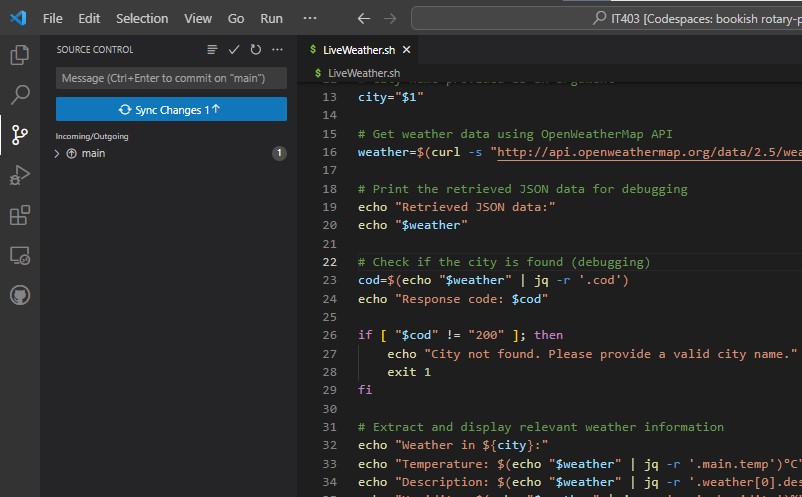 File Edit Selection View Go Run ···
IT403 [Codespaces: bookish rotary-p
SOURCE CONTROL
Message (Ctrl+Enter to commit on "main")
Sync Changes 1↑
Incoming/Outgoing
main 1
$ LiveWeather.sh ×
$ LiveWeather.sh
13 city="$1"
14
15 # Get weather data using OpenWeatherMap API
16 weather=$(curl -s "http://api.openweathermap.org/data/2.5/wea
17
18 # Print the retrieved JSON data for debugging
19 echo "Retrieved JSON data:"
20 echo "$weather"
21
22 # Check if the city is found (debugging)
23 cod=$(echo "$weather" | jq -r '.cod')
24 echo "Response code: $cod"
25
26 if [ "$cod" != "200" ]; then
27 echo "City not found. Please provide a valid city name."
28 exit 1
29 fi
30
31 # Extract and display relevant weather information
32 echo "Weather in ${city}:"
33 echo "Temperature: $(echo "$weather" | jq -r '.main.temp')°C"
34 echo "Description: $(echo "$weather" | jq -r '.weather[0].des